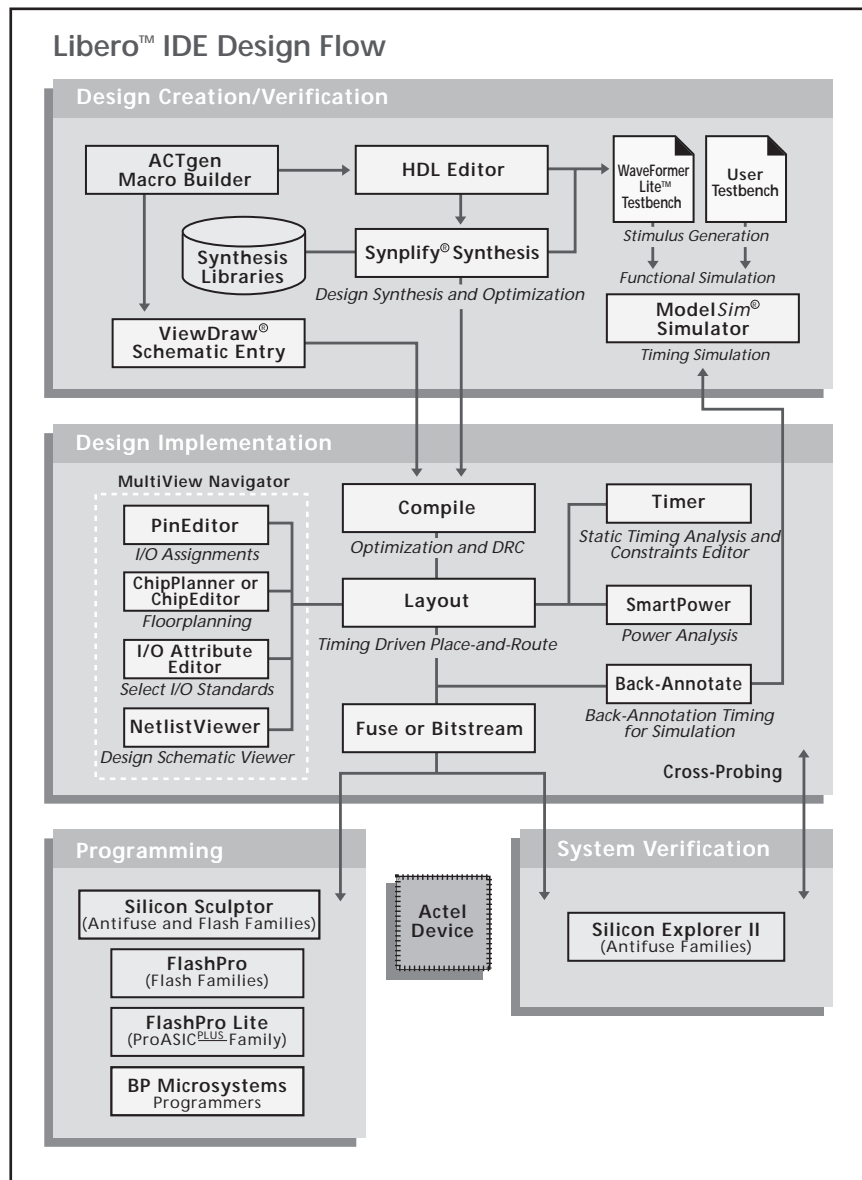 Libero™ IDE Design Flow
Design Creation/Verification
ACTgen
Macro Builder
HDL Editor
WaveFormer
Lite™
Testbench
User
Testbench
Stimulus Generation
Synthesis
Libraries
Synplify® Synthesis
Design Synthesis and Optimization
Functional Simulation
ModelSim®
Simulator
Timing Simulation
ViewDraw®
Schematic Entry
Design Implementation
MultiView Navigator
PinEditor
I/O Assignments
ChipPlanner or
ChipEditor
Floorplanning
I/O Attribute
Editor
Select I/O Standards
NetlistViewer
Design Schematic Viewer
Compile
Optimization and DRC
Layout
Timing Driven Place-and-Route
Fuse or Bitstream
Timer
Static Timing Analysis and
Constraints Editor
SmartPower
Power Analysis
Back-Annotate
Back-Annotation Timing
for Simulation
Cross-Probing
Programming
Silicon Sculptor
(Antifuse and Flash Families)
FlashPro
(Flash Families)
FlashPro Lite
(ProASICPLUS Family)
BP Microsystems
Programmers
Actel
Device
System Verification
Silicon Explorer II
(Antifuse Families)